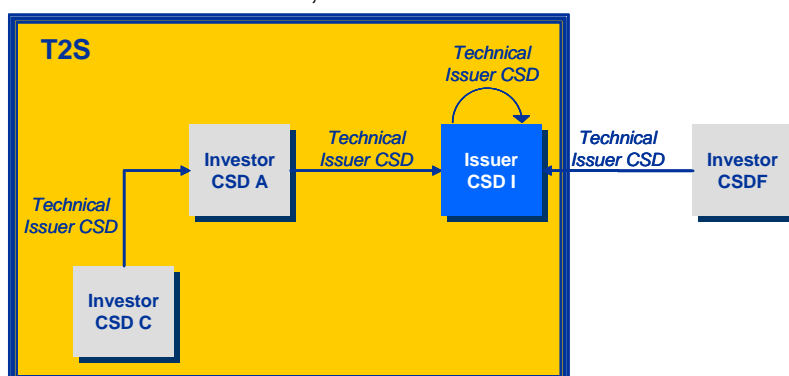 T2S
Technical
Issuer CSD
Technical
Issuer CSD
Technical
Issuer CSD
Investor
CSD A
Issuer
CSD I
Investor
CSDF
Technical
Issuer CSD
Investor
CSD C